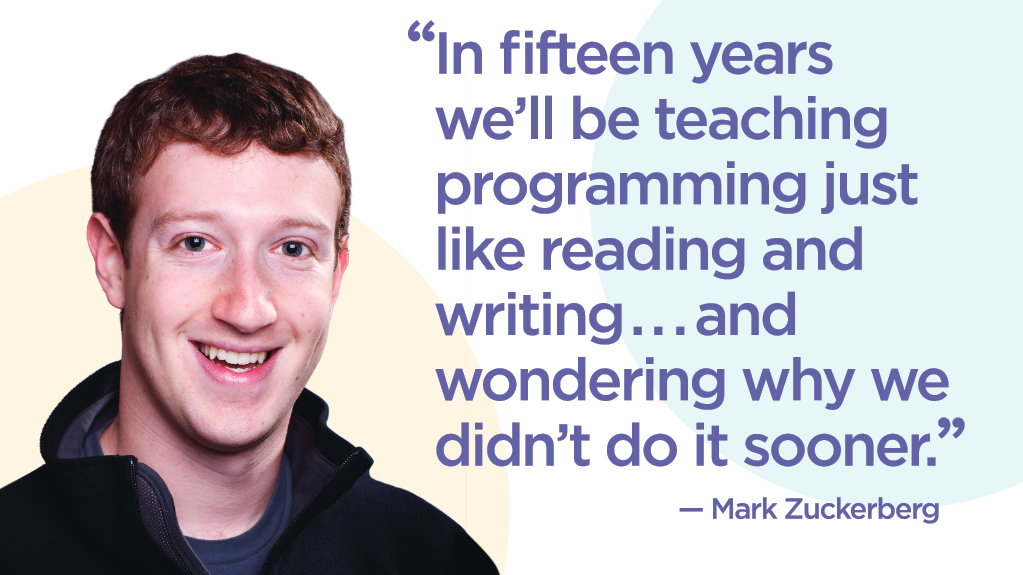 “In fifteen years
we’ll be teaching
programming just
like reading and
writing...and
wondering why we
didn’t do it sooner.”
— Mark Zuckerberg